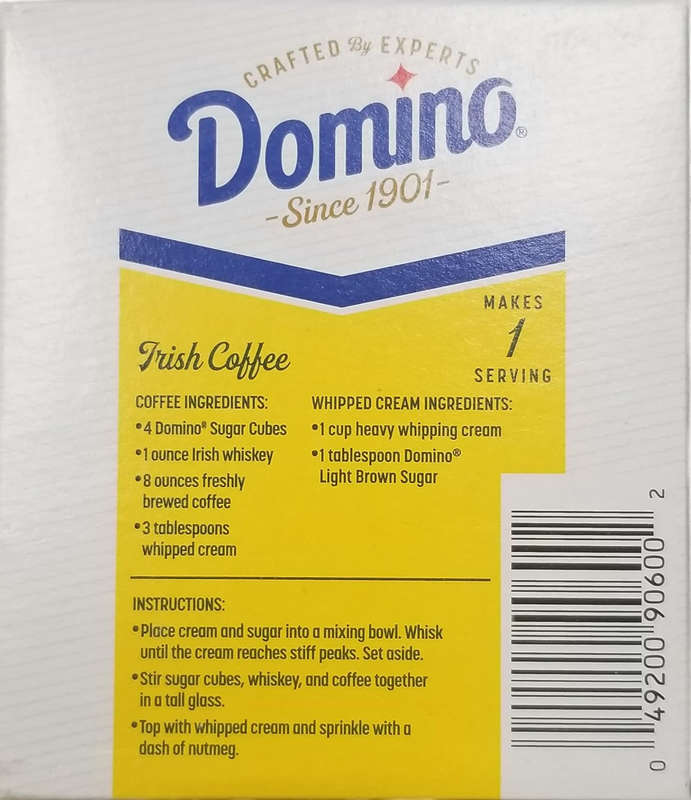 CRAFTED By EXPERTS
Domino®
-Since 1901-
MAKES
1
SERVING
Irish Coffee
COFFEE INGREDIENTS:
•4 Domino® Sugar Cubes
•1 ounce Irish whiskey
•8 ounces freshly
brewed coffee
•3 tablespoons
whipped cream
WHIPPED CREAM INGREDIENTS:
•1 cup heavy whipping cream
•1 tablespoon Domino®
Light Brown Sugar
INSTRUCTIONS:
•Place cream and sugar into a mixing bowl. Whisk
until the cream reaches stiff peaks. Set aside.
•Stir sugar cubes, whiskey, and coffee together
in a tall glass.
•Top with whipped cream and sprinkle with a
dash of nutmeg.
0 49200 90600 2